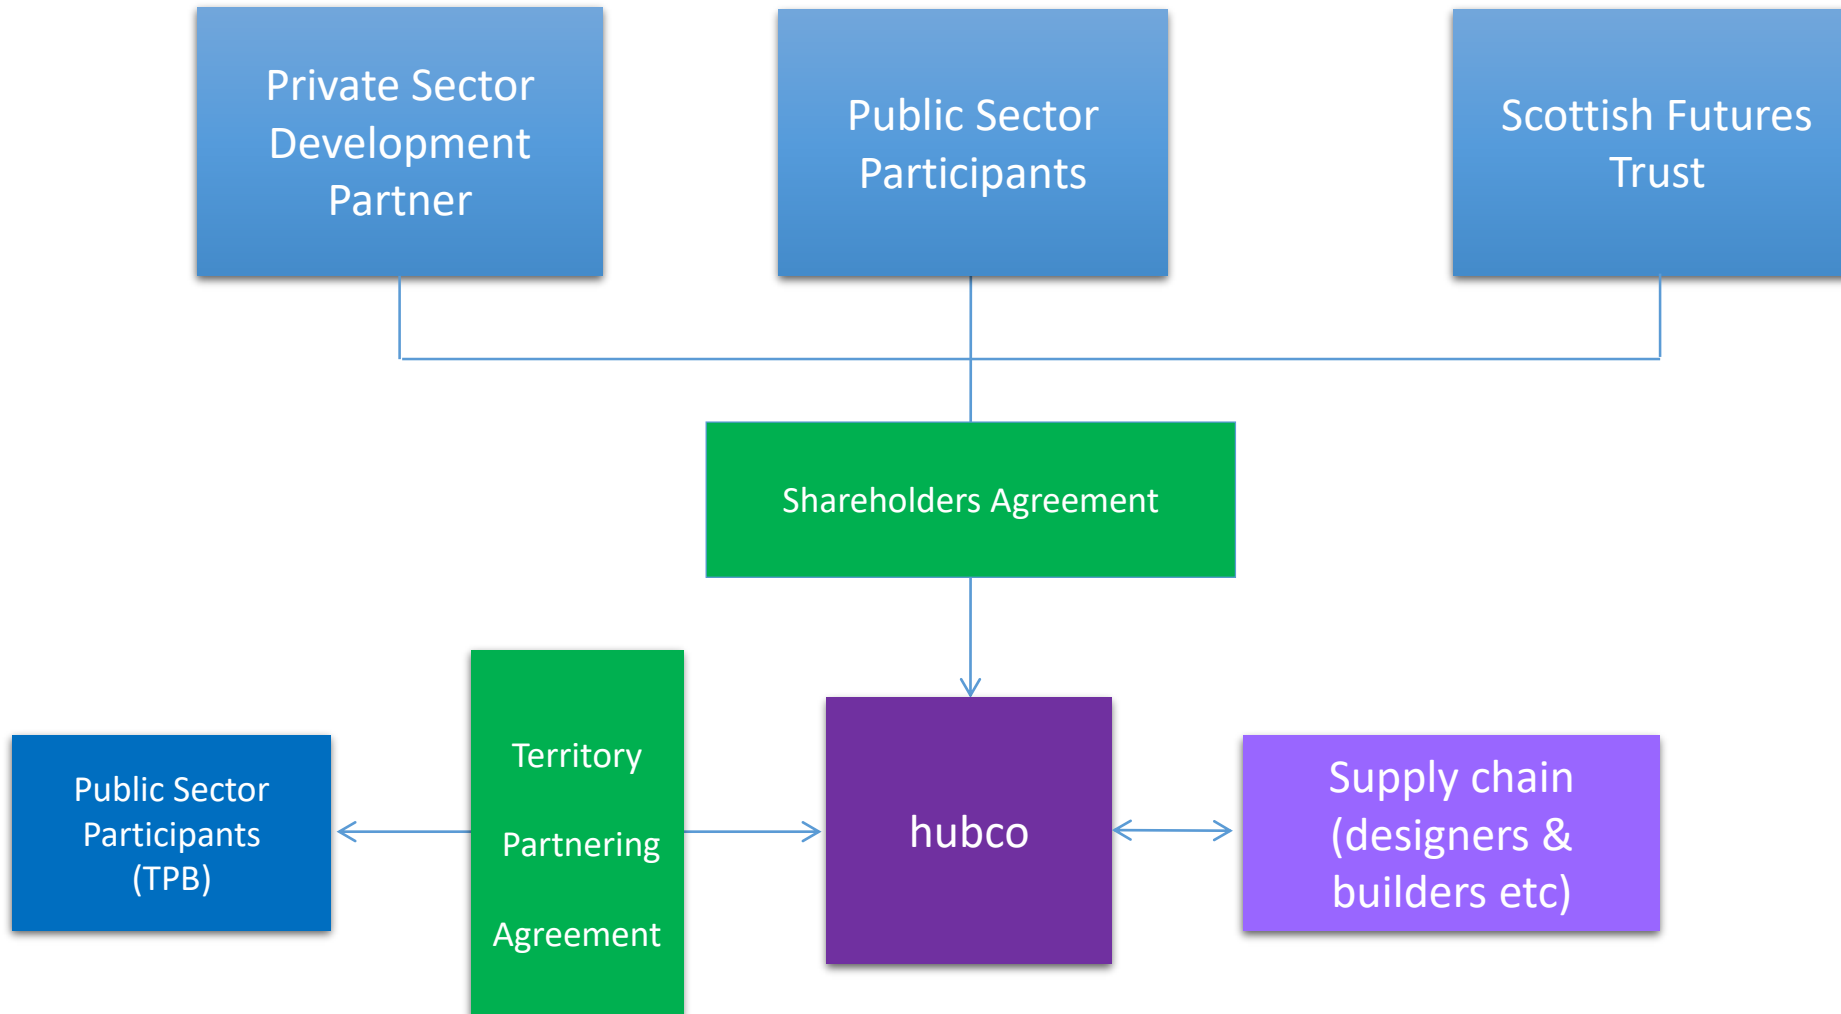 Private Sector
Development
Partner
Public Sector
Participants
Scottish Futures
Trust
Shareholders Agreement
Public Sector
Participants
(TPB)
Territory
Partnering
Agreement
hubco
Supply chain
(designers &
builders etc)